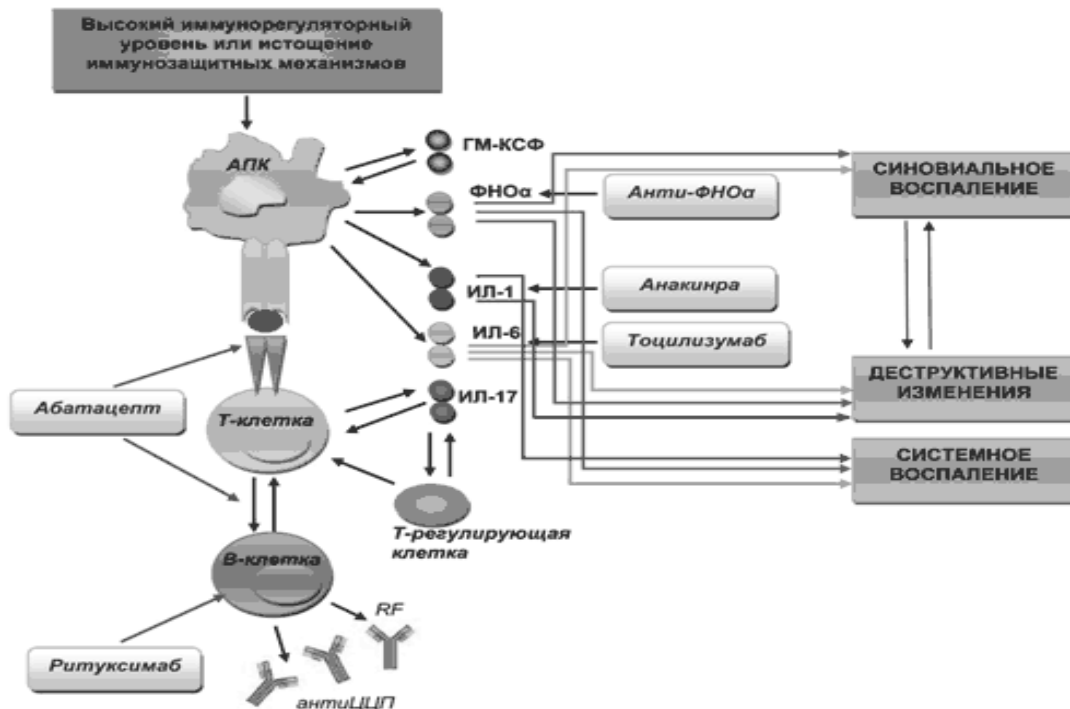 Высокий иммунорегуляторный
уровень или истощение
иммунозащитных механизмов
АПК
ГМ-КСФ
ФНОα
Анти-ФНОα
СИНОВИАЛЬНОЕ
ВОСПАЛЕНИЕ
ИЛ-1
Анакинра
ИЛ-6
Тоцилизумаб
ДЕСТРУКТИВНЫЕ
ИЗМЕНЕНИЯ
Абатацепт
Т-клетка
ИЛ-17
СИСТЕМНОЕ
ВОСПАЛЕНИЕ
Т-регулирующая
клетка
В-клетка
RF
Ритуксимаб
антиЦЦП